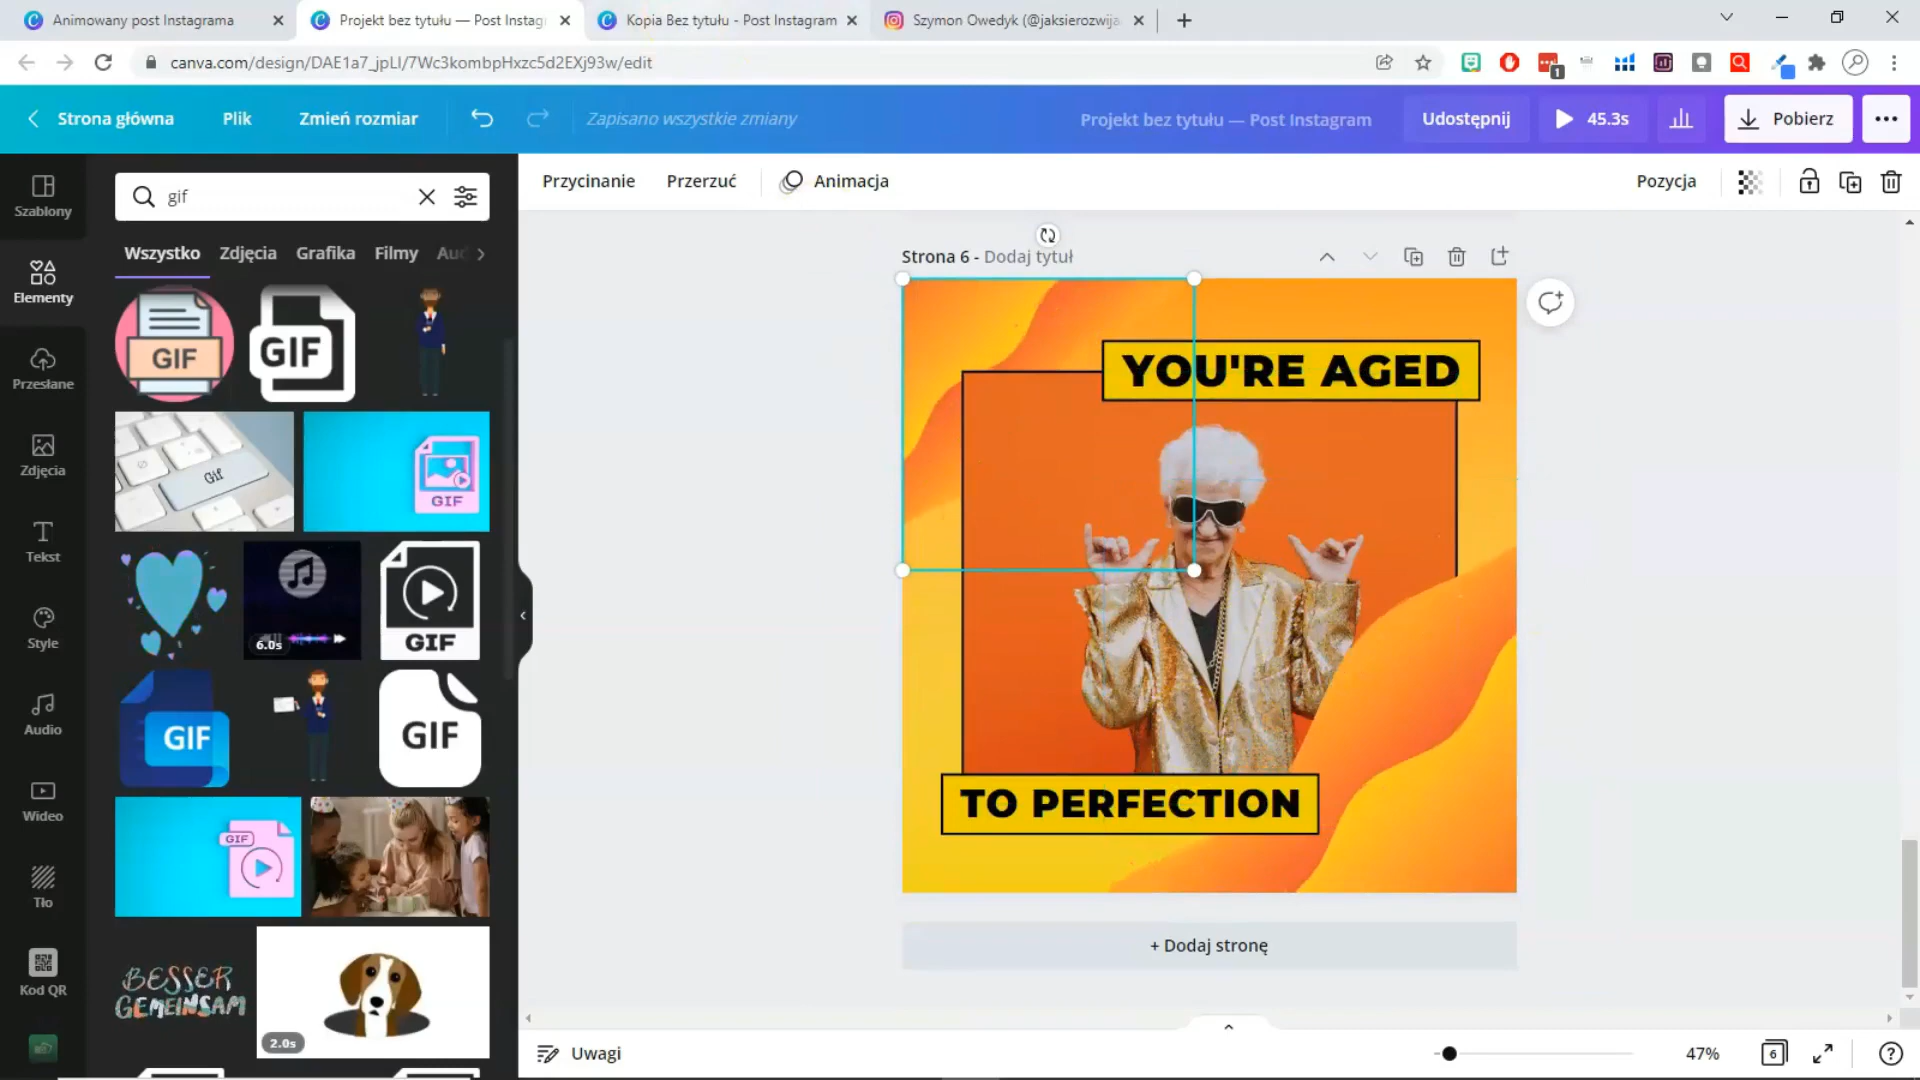 Animowany post Instagrama
Projekt bez tytułu — Post Instag
Kopia Bez tytułu - Post Instagram
Szymon Owedyk (@jaksierozwija
canva.com/design/DAE1a7_jpLI/7Wc3kombpHxzc5d2EXj93w/edit
1
Strona główna
Plik
Zmień rozmiar
Zapisano wszystkie zmiany
Projekt bez tytułu — Post Instagram
Udostępnij
45.3s
Pobierz
Szablony
Elementy
Przesłane
Zdjęcia
Tekst
Style
Audio
Wideo
Tło
Kod QR
gif
Wszystko
Zdjęcia
Grafika
Filmy
Aud
GIF
GIF
Gif
GIF
6.0s
GIF
GIF
GIF
GIF
BESSER
GEMEINSAM
2.0s
Przycinanie
Przerzuć
Animacja
Pozycja
Strona 6 - Dodaj tytuł
YOU'RE AGED
TO PERFECTION
+ Dodaj stronę
Uwagi
47%
6